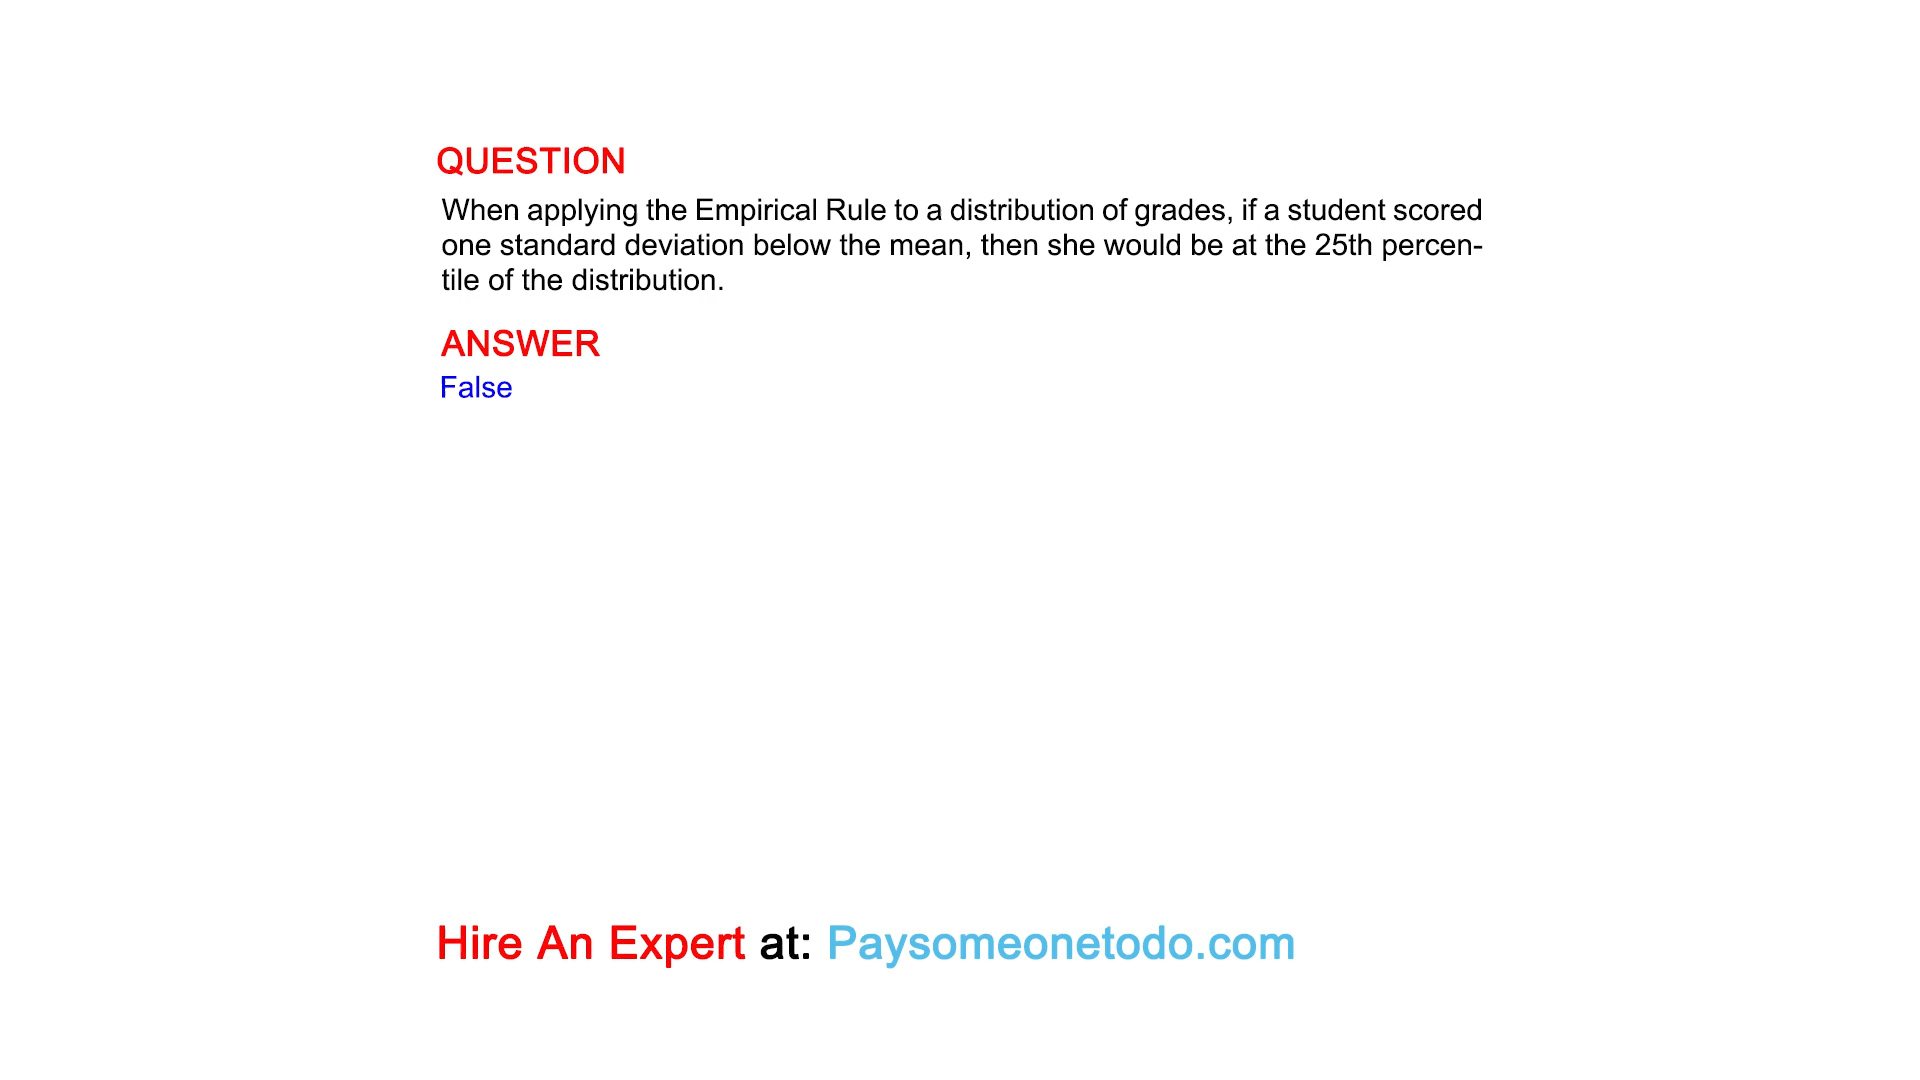 QUESTION
When applying the Empirical Rule to a distribution of grades, if a student scored
one standard deviation below the mean, then she would be at the 25th percen-
tile of the distribution.
ANSWER
False
Hire An Expert at: Paysomeonetodo.com